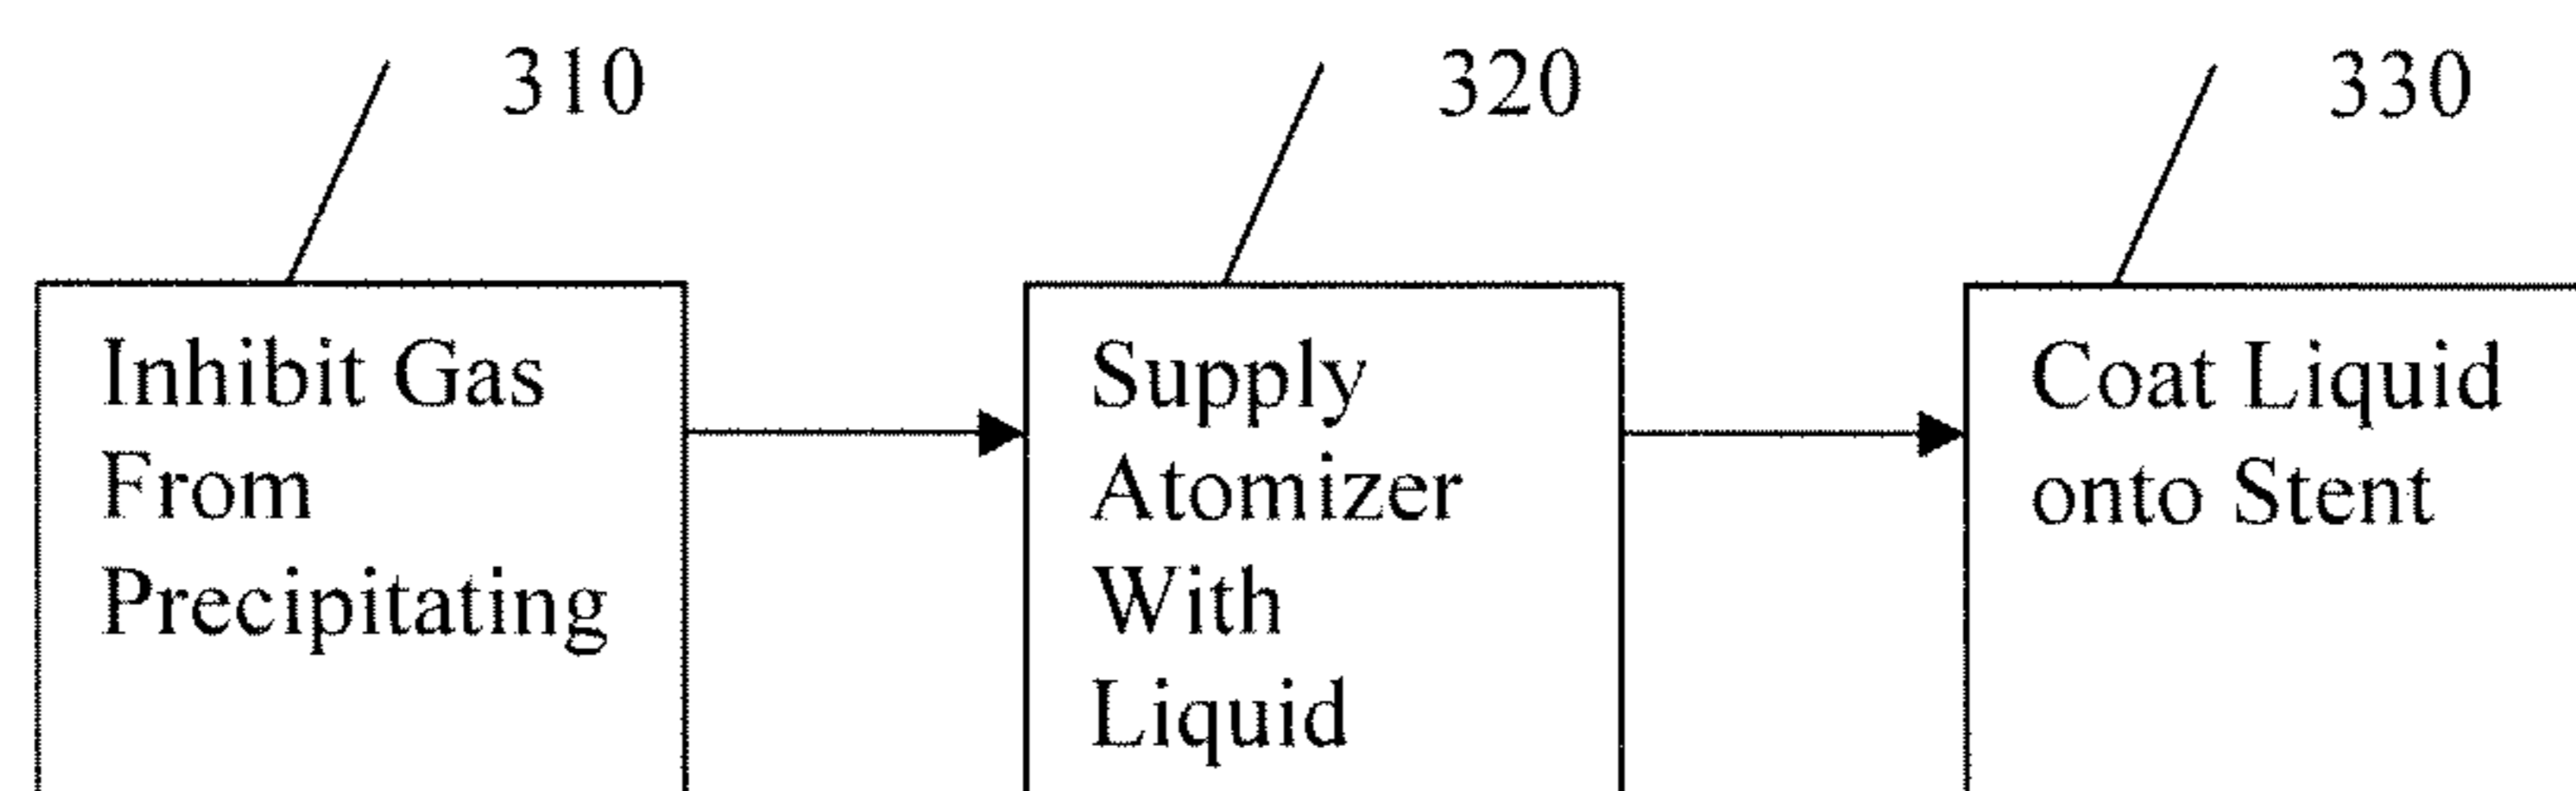 310
320
330
Inhibit Gas
From
Precipitating
Supply
Atomizer
With
Liquid
Coat Liquid
onto Stent